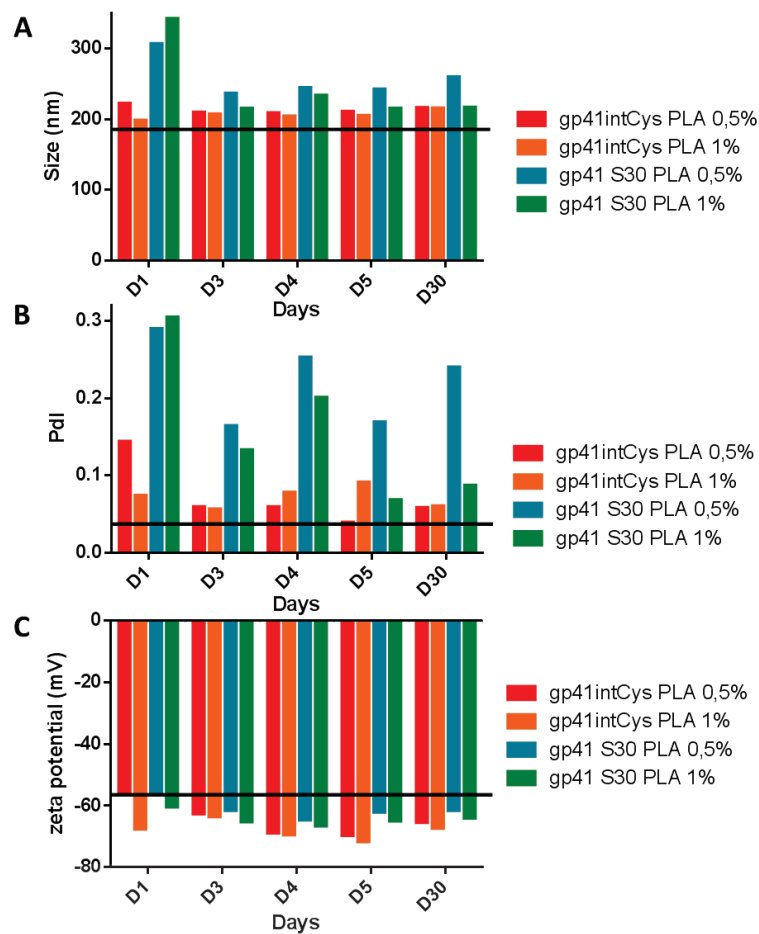 A
Size (nm)
300
200
100
0
D1
D3
D4
D5
D30
Days
gp41intCys PLA 0,5%
gp41intCys PLA 1%
gp41 S30 PLA 0,5%
gp41 S30 PLA 1%
B
PdI
0.3
0.2
0.1
0.0
D1
D3
D4
D5
D30
Days
gp41intCys PLA 0,5%
gp41intCys PLA 1%
gp41 S30 PLA 0,5%
gp41 S30 PLA 1%
C
zeta potential (mV)
0
-20
-40
-60
-80
D1
D3
D4
D5
D30
Days
gp41intCys PLA 0,5%
gp41intCys PLA 1%
gp41 S30 PLA 0,5%
gp41 S30 PLA 1%